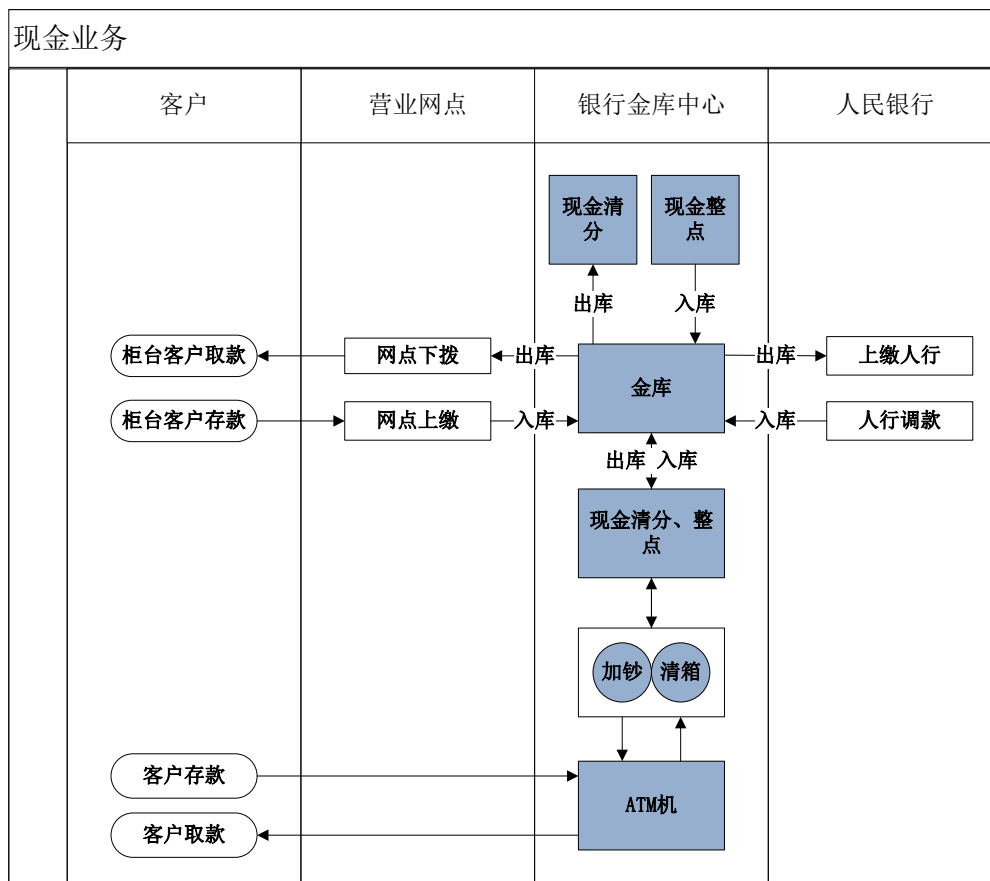 现金业务
客户
营业网点
银行金库中心
人民银行
现金清
分
现金整
点
出库
入库
柜台客户取款
网点下拨
出库
金库
出库
上缴人行
柜台客户存款
网点上缴
入库
入库
人行调款
出库
入库
现金清分、整
点
加钞
清箱
客户存款
ATM机
客户取款